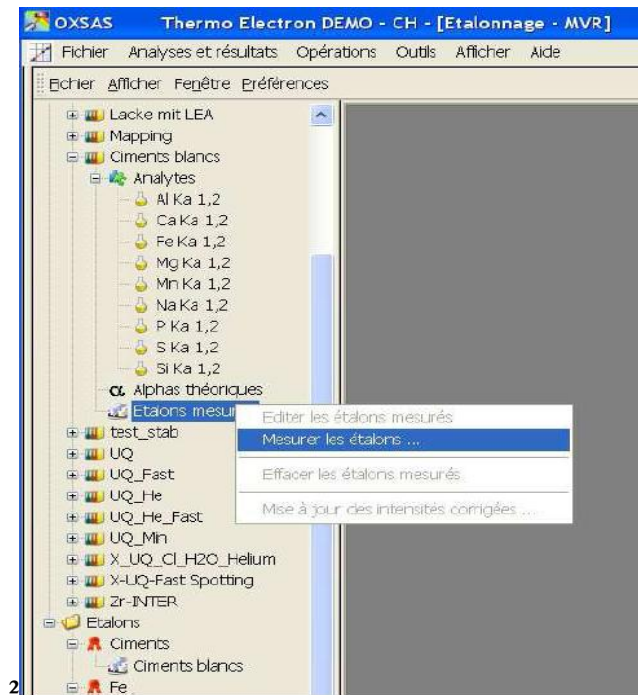 OXSAS Thermo Electron DEMO - CH - [Etalonnage - MVR]
Fichier Analyses et résultats Opérations Outils Afficher Aide
Fichier Afficher Fenêtre Préférences
Lacke mit LEA
Mapping
Ciments blancs
Analytes
Al Ka 1,2
Ca Ka 1,2
Fe Ka 1,2
Mg Ka 1,2
Mn Ka 1,2
Na Ka 1,2
P Ka 1,2
S Ka 1,2
Si Ka 1,2
α Alphas théoriques
Etalons mesur
Editer les étalons mesurés
Mesurer les étalons ...
Effacer les étalons mesurés
Mise à jour des intensités corrigées ...
test_stab
UQ
UQ_Fast
UQ_He
UQ_He_Fast
UQ_Min
X_UQ_Cl_H2O_Helium
X-UQ-Fast Spotting
Zr-INTER
Etalons
Ciments
Ciments blancs
Fe
2